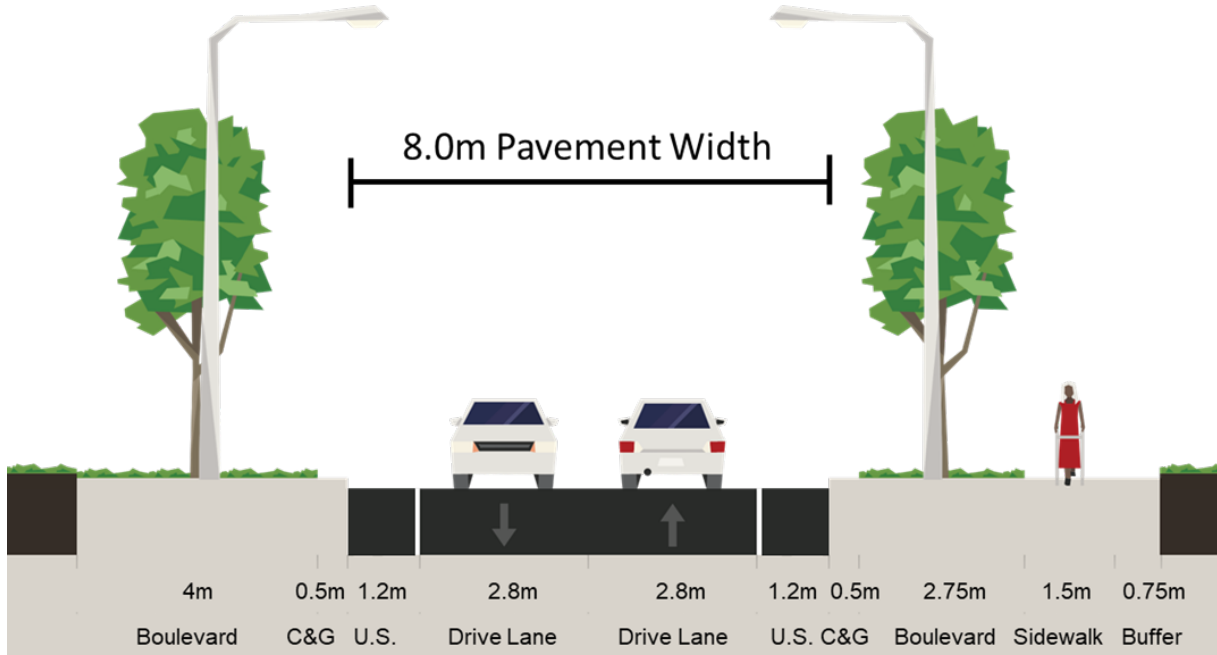 8.0m Pavement Width
4m 0.5m 1.2m 2.8m 2.8m 1.2m 0.5m 2.75m 1.5m 0.75m
Boulevard C&G U.S. Drive Lane Drive Lane U.S. C&G Boulevard Sidewalk Buffer